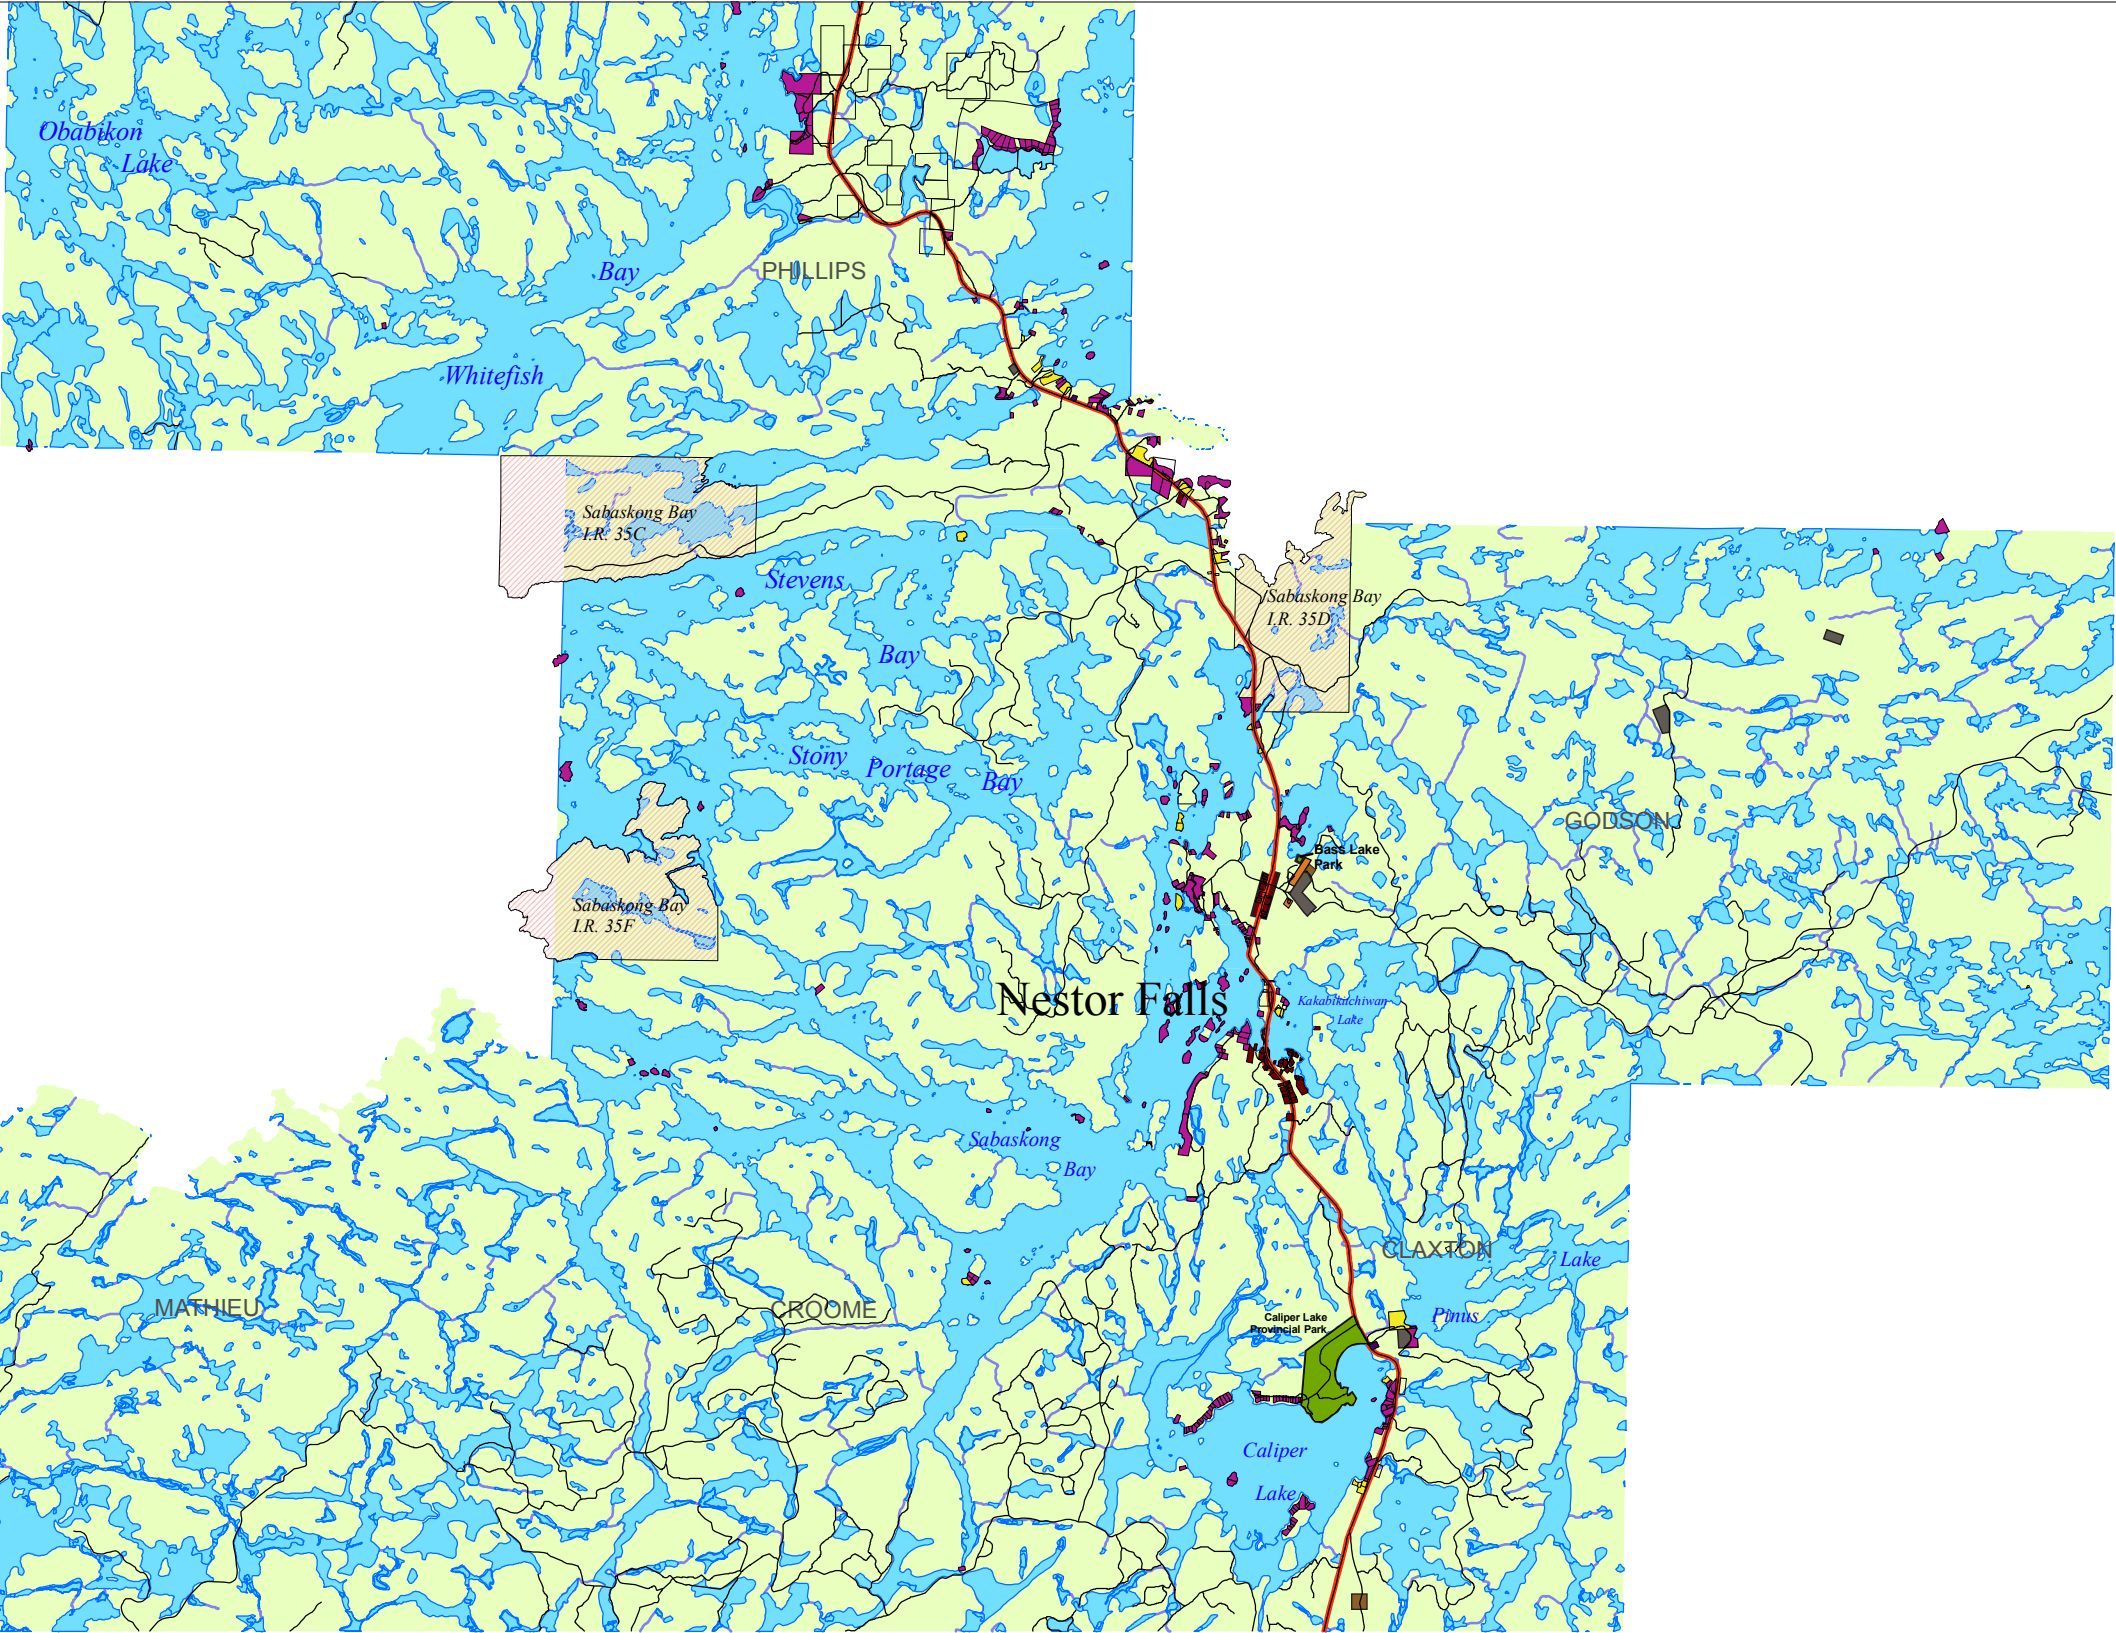 Obabikon
Lake
Bay
PHILLIPS
Whitefish
Sabaskong Bay
I.R. 35C
Stevens
Sabaskong Bay
I.R. 35D
Bay
Stony Portage Bay
GODSON
Bass Lake
Park
Sabaskong Bay
I.R. 35F
Nestor Falls
Kakabikitchiwan
Lake
Sabaskong
Bay
CLAXTON
Lake
MATHIEU
CROOME
Pinus
Caliper Lake
Provincial Park
Caliper
Lake